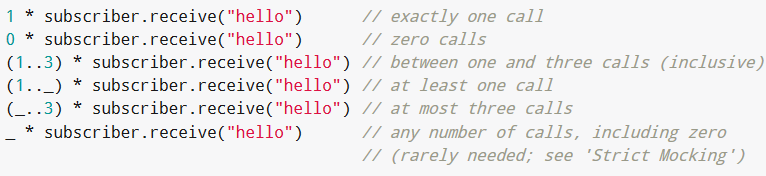 1 * subscriber.receive("hello")      // exactly one call
0 * subscriber.receive("hello")      // zero calls
(1..3) * subscriber.receive("hello") // between one and three calls (inclusive)
(1.._) * subscriber.receive("hello") // at least one call
(_..3) * subscriber.receive("hello") // at most three calls
_ * subscriber.receive("hello")      // any number of calls, including zero
                                     // (rarely needed; see 'Strict Mocking')